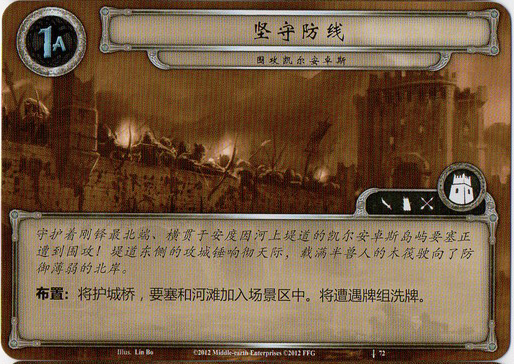 1A
坚守防线
围攻凯尔安卓斯
守护着刚铎最北端、横贯于安度因河上堤道的凯尔安卓斯岛屿要塞正
遭到围攻！堤道东侧的攻城锤响彻天际，载满半兽人的木筏驶向了防
御薄弱的北岸。
布置：将护城桥，要塞和河滩加入场景区中。将遭遇牌组洗牌。
Illus. Lin Bo ©2012 Middle-earth Enterprises ©2012 FFG 72